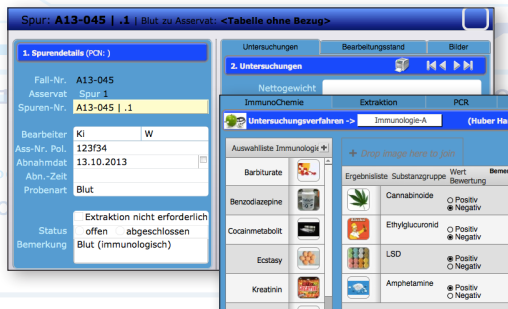 Spur: A13-045 | .1 | Blut zu Asservat: <Tabelle ohne Bezug>
1. Spurendetails (PCN: )
Fall-Nr. A13-045
Asservat Spur 1
Spuren-Nr. A13-045 | .1
Bearbeiter Ki W
Ass-Nr. Pol. 123f34
Abnahmdat 13.10.2013
Abn.-Zeit
Probenart Blut
Extraktion nicht erforderlich
Status offen abgeschlossen
Bemerkung Blut (immunologisch)
Untersuchungen Bearbeitungsstand Bilder
2. Untersuchungen
Nettogewicht
ImmunoChemie Extraktion PCR
Untersuchungsverfahren -> Immunologie-A (Huber Ha
Auswahlliste Immunologie +
+ Drop image here to join
Ergebnisliste Substanzgruppe Wert Bemer
Bewertung
Barbiturate
Benzodiazepine
Cocainmetabolit
Ecstasy
Kreatinin
Cannabinoide Positiv
Negativ
Ethylglucuronid Positiv
Negativ
LSD Positiv
Negativ
Amphetamine Positiv
Negativ